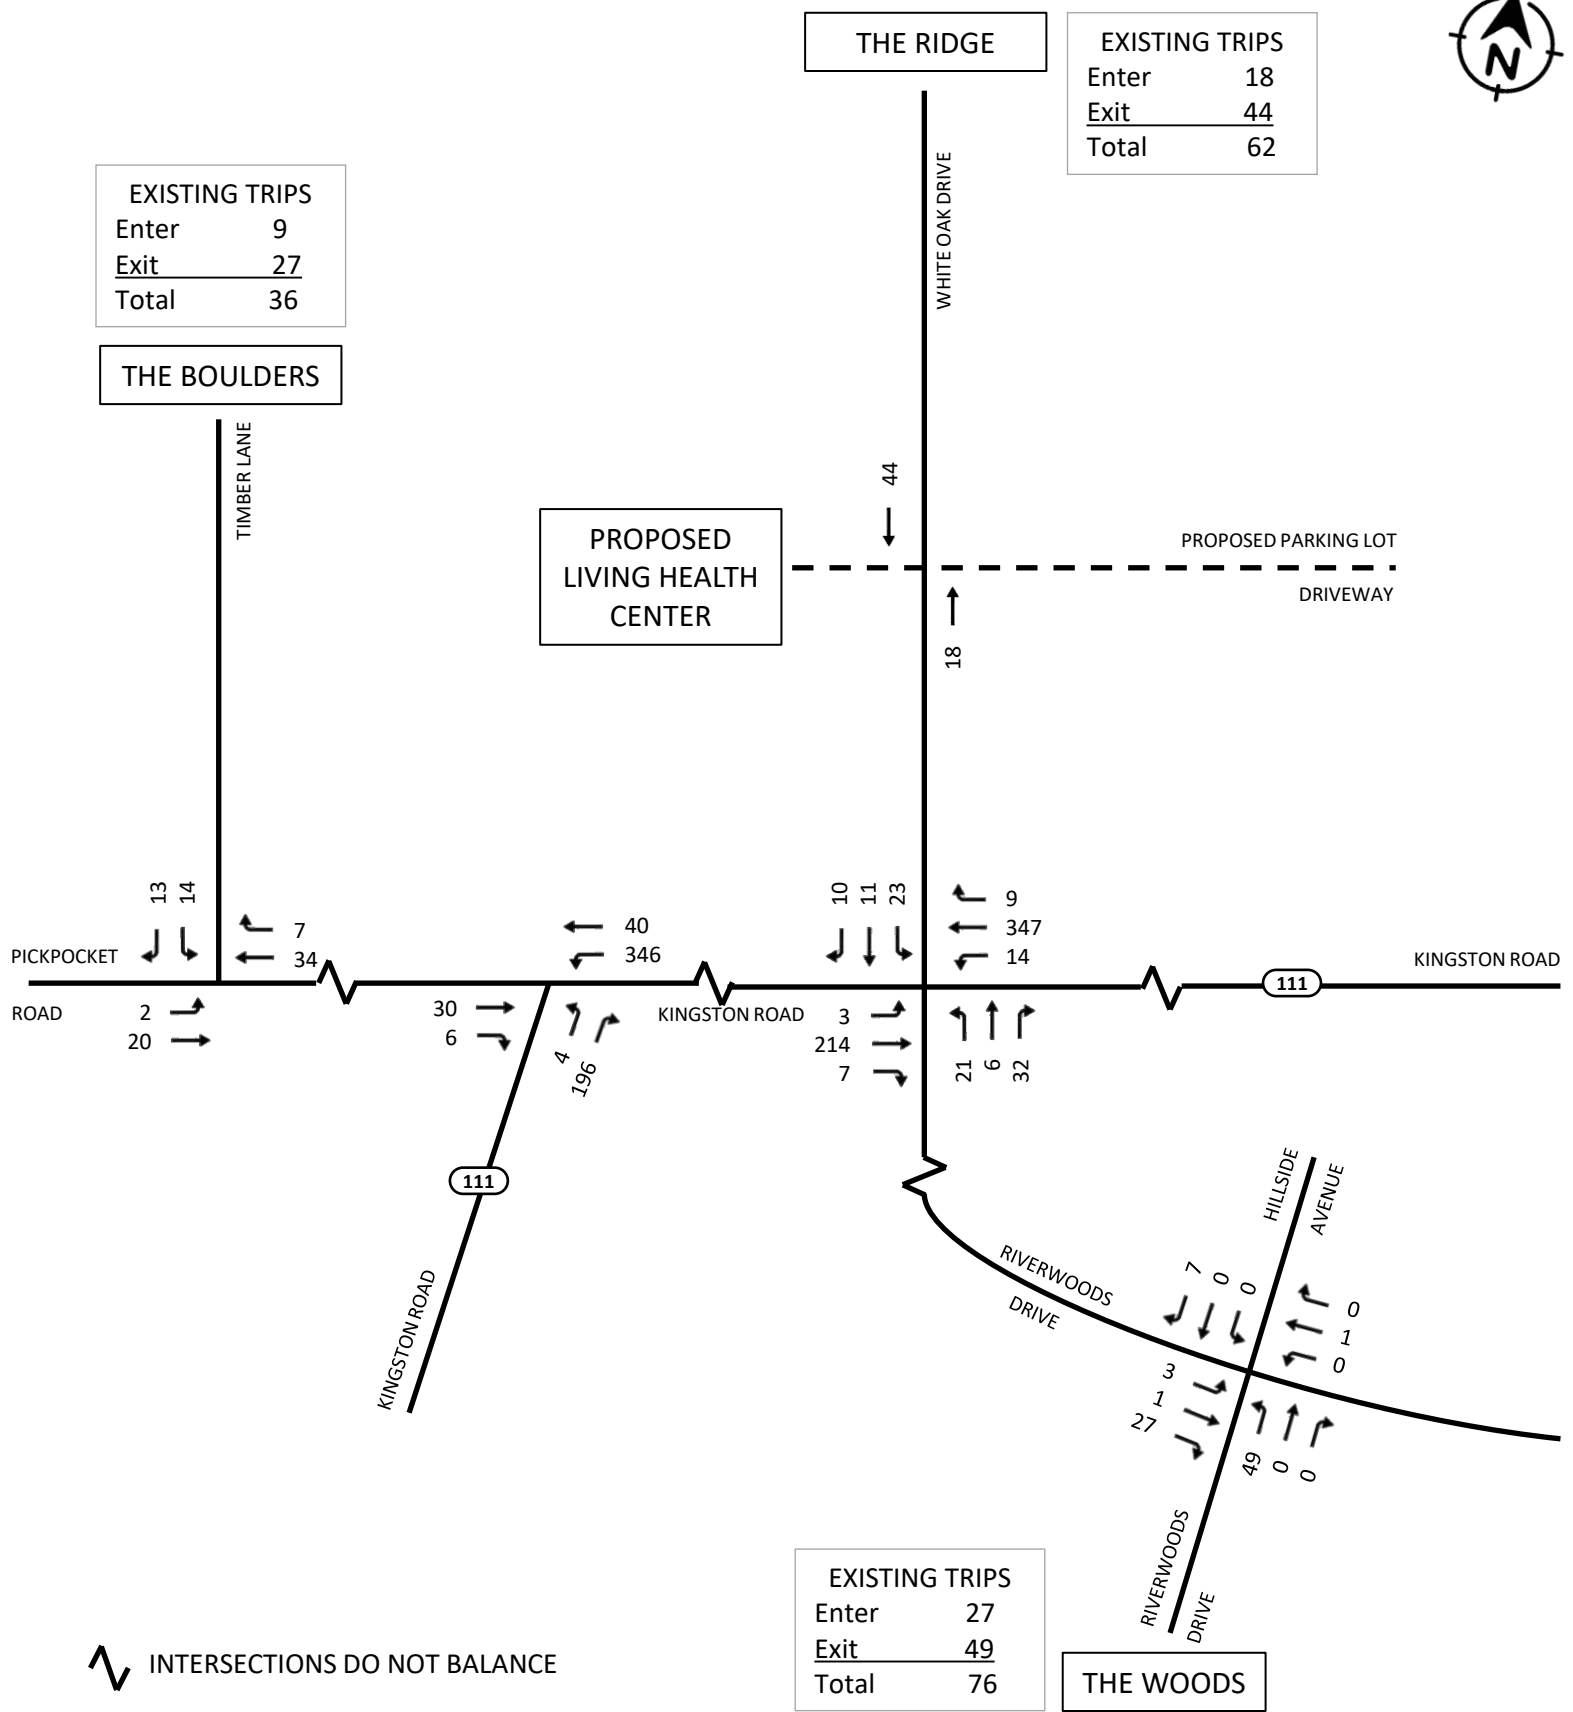 THE RIDGE
EXISTING TRIPS
Enter 18
Exit 44
Total 62
N
WHITE OAK DRIVE
EXISTING TRIPS
Enter 9
Exit 27
Total 36
THE BOULDERS
TIMBER LANE
44
PROPOSED
LIVING HEALTH
CENTER
PROPOSED PARKING LOT
DRIVEWAY
18
13 14
7
34
PICKPOCKET
ROAD
2
20
40
346
30
6
4
196
KINGSTON ROAD
10 11 23
9
347
14
3
214
7
21 6 32
111
KINGSTON ROAD
111
KINGSTON ROAD
HILLSIDE
AVENUE
RIVERWOODS
DRIVE
7 0 0
0
1
0
3
1
27
49 0 0
RIVERWOODS
DRIVE
EXISTING TRIPS
Enter 27
Exit 49
Total 76
THE WOODS
INTERSECTIONS DO NOT BALANCE